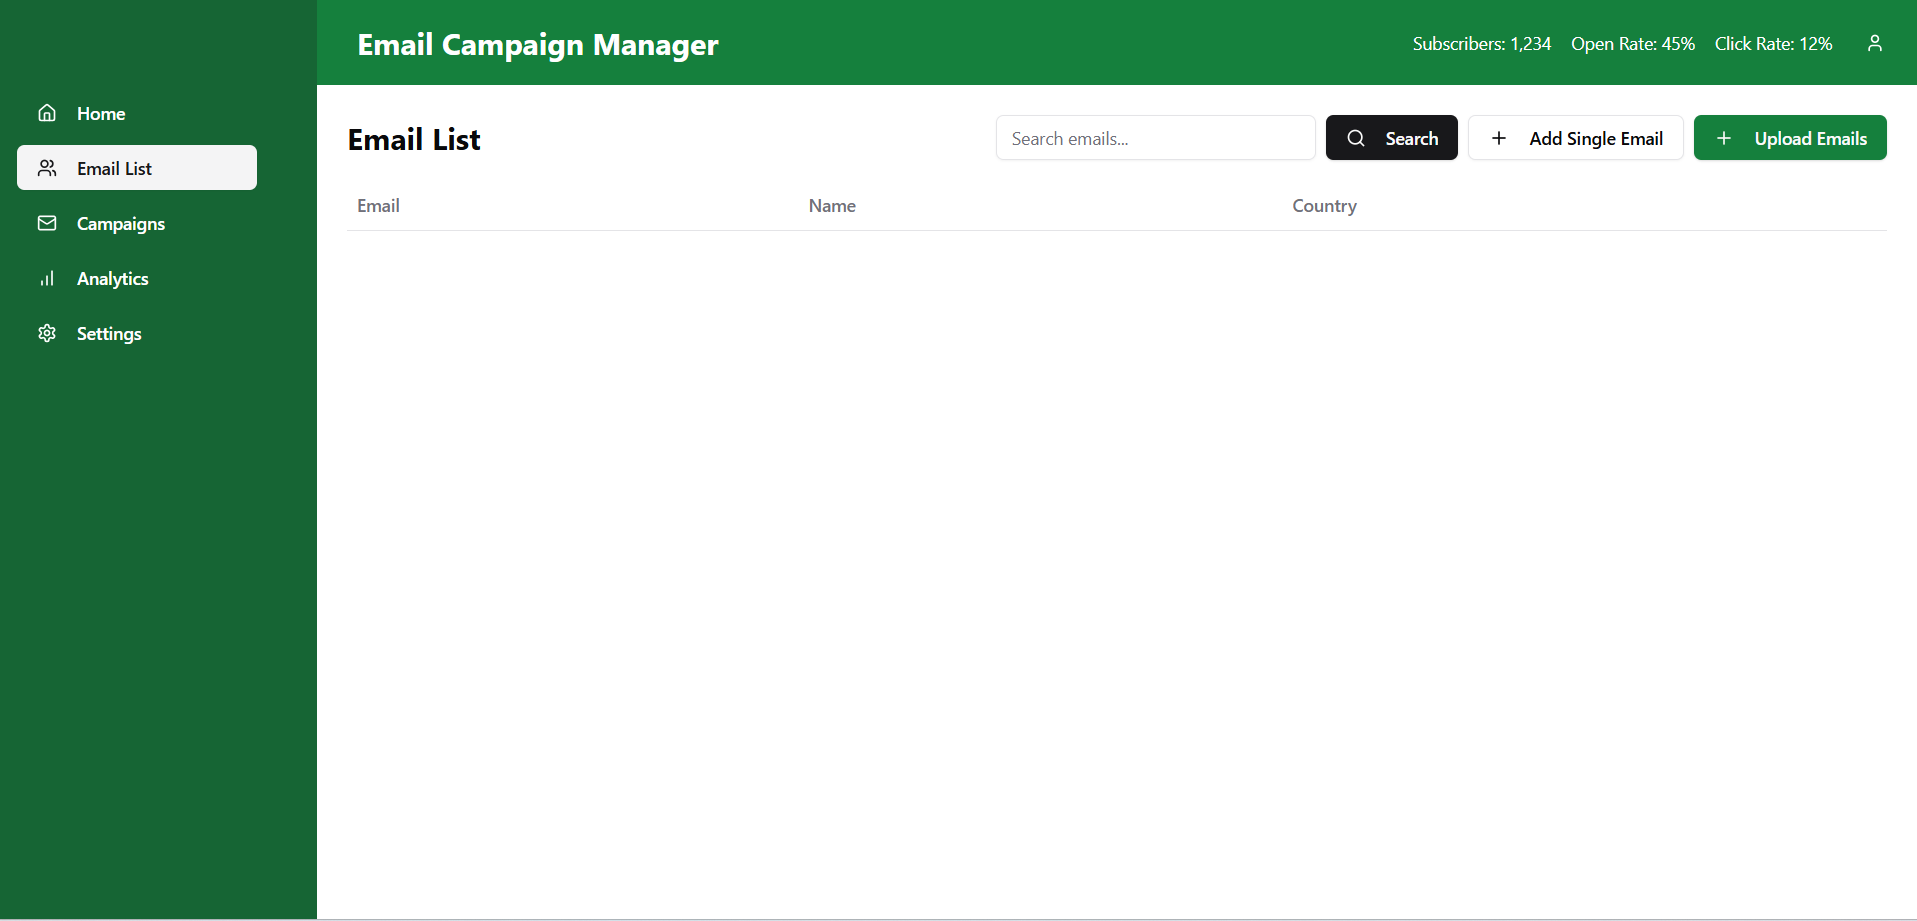 Email Campaign Manager
Subscribers: 1,234 Open Rate: 45% Click Rate: 12%
Home
Email List
Campaigns
Analytics
Settings
Email List
Search emails...
Search
Add Single Email
Upload Emails
Email Name Country